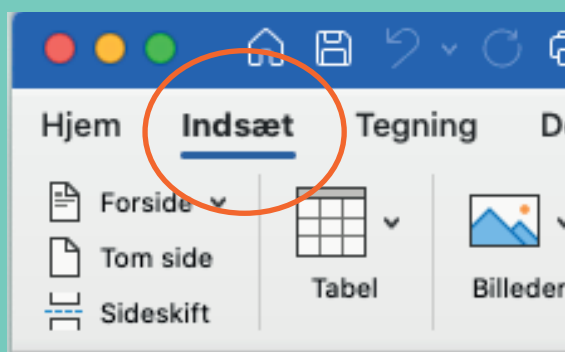 Hjem Indsæt Tegning
Forside
Tom side
Sideskift
Tabel
Billeder